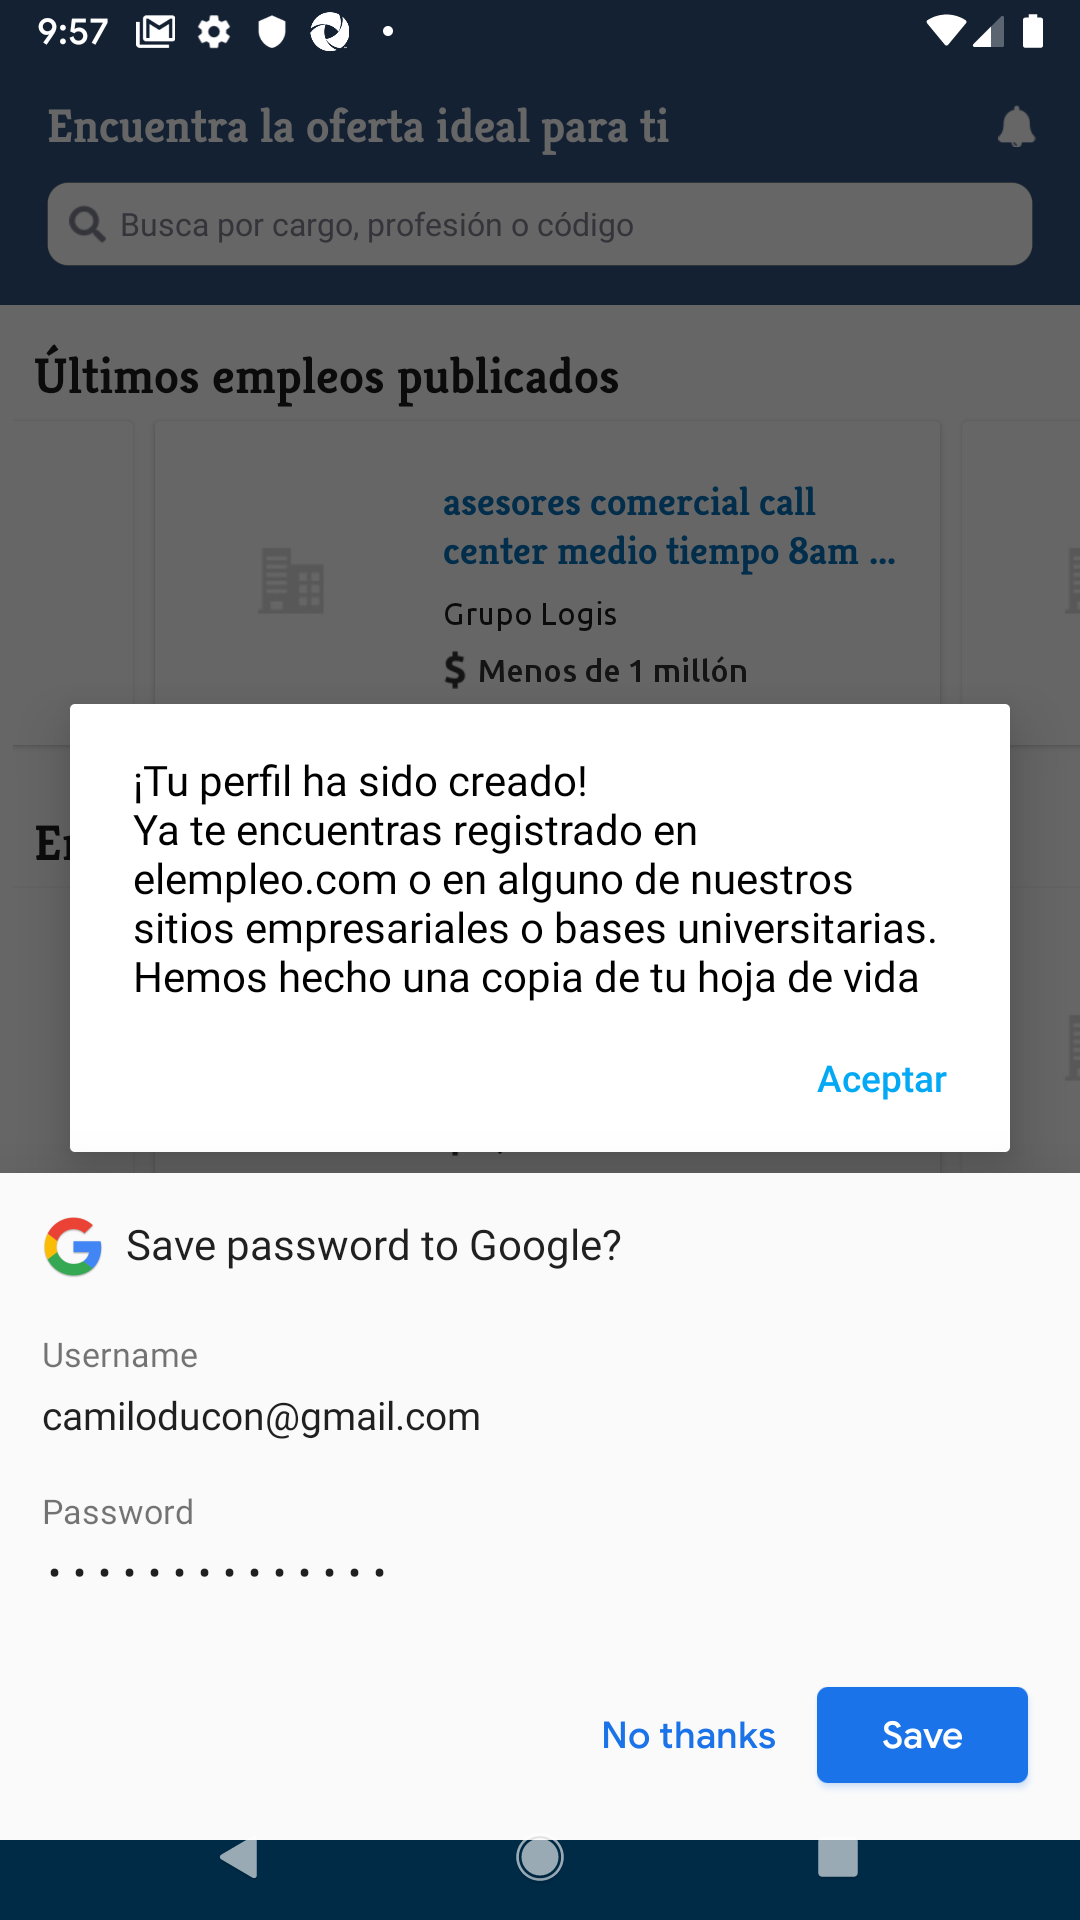 9:57
Encuentra la oferta ideal para ti
Busca por cargo, profesión o código
Últimos empleos publicados
asesores comercial call
center medio tiempo 8am ...
Grupo Logis
$ Menos de 1 millón
¡Tu perfil ha sido creado!
Ya te encuentras registrado en
elempleo.com o en alguno de nuestros
sitios empresariales o bases universitarias.
Hemos hecho una copia de tu hoja de vida
Aceptar
Save password to Google?
Username
camiloducon@gmail.com
Password
••••••••••••••
No thanks
Save